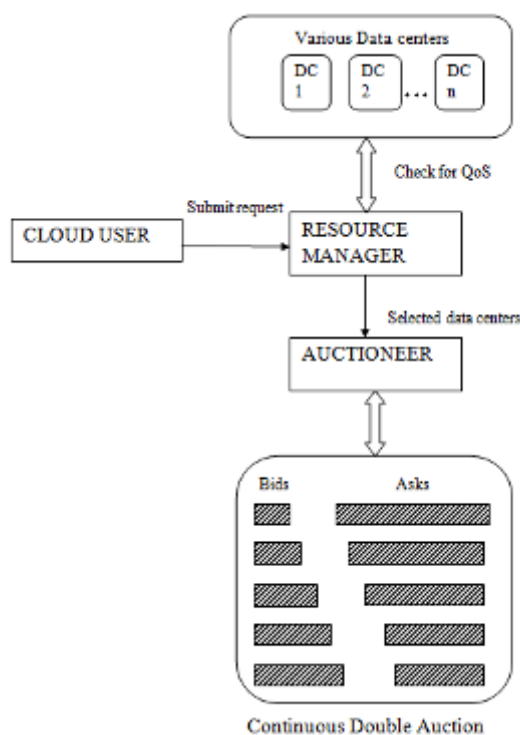 Various Data centers
DC DC DC
1 2 ... n
Check for QoS
Submit request
CLOUD USER
RESOURCE
MANAGER
Selected data centers
AUCTIONEER
Bids Asks
Continuous Double Auction